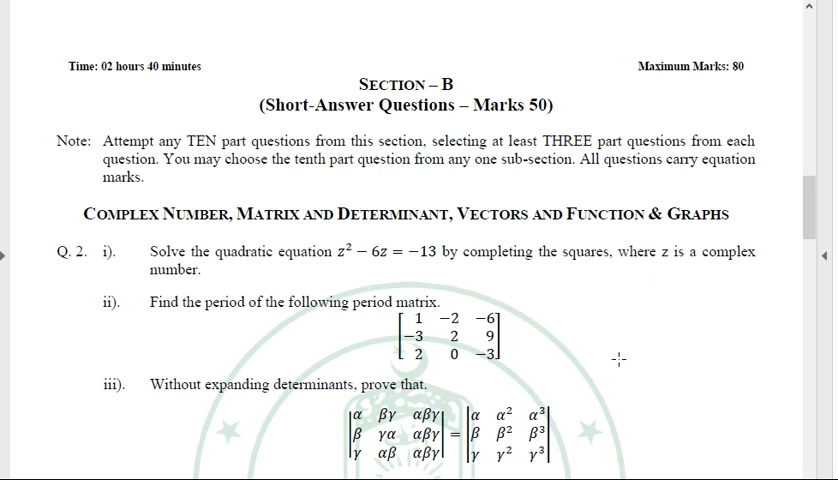 Time: 02 hours 40 minutes Maximum Marks: 80
SECTION – B
(Short-Answer Questions – Marks 50)
Note: Attempt any TEN part questions from this section, selecting at least THREE part questions from each
question. You may choose the tenth part question from any one sub-section. All questions carry equation
marks.
COMPLEX NUMBER, MATRIX AND DETERMINANT, VECTORS AND FUNCTION & GRAPHS
Q. 2. i). Solve the quadratic equation z² − 6z = −13 by completing the squares, where z is a complex
number.
ii). Find the period of the following period matrix.
[ 1 −2 −6 ]
[ −3 2 9 ]
[ 2 0 −3 ]
iii). Without expanding determinants, prove that.
|α βγ αβγ| |α α² α³|
|β γα αβγ| = |β β² β³|
|γ αβ αβγ| |γ γ² γ³|